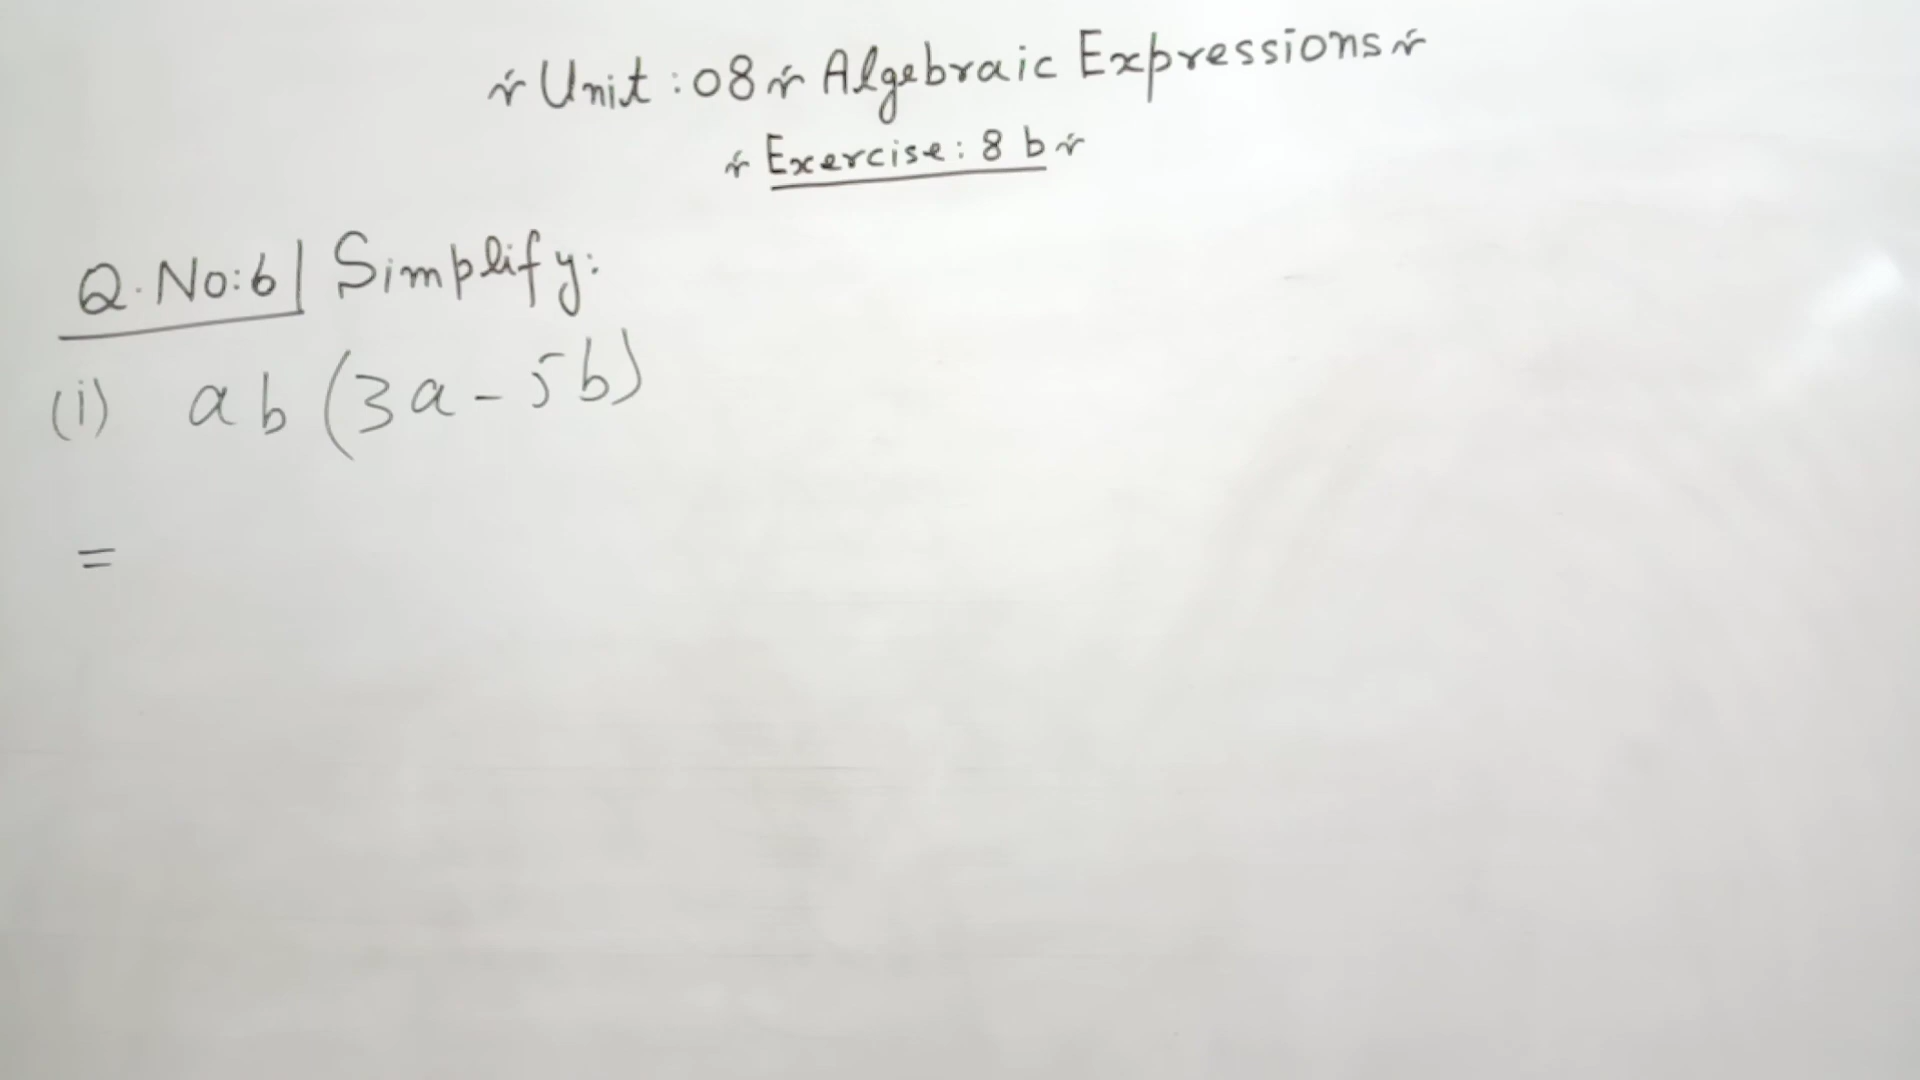 Unit : 08 Algebraic Expressions
Exercise: 8 b
Q. No: 6 Simplify:
(i) ab (3a - 5b)
=